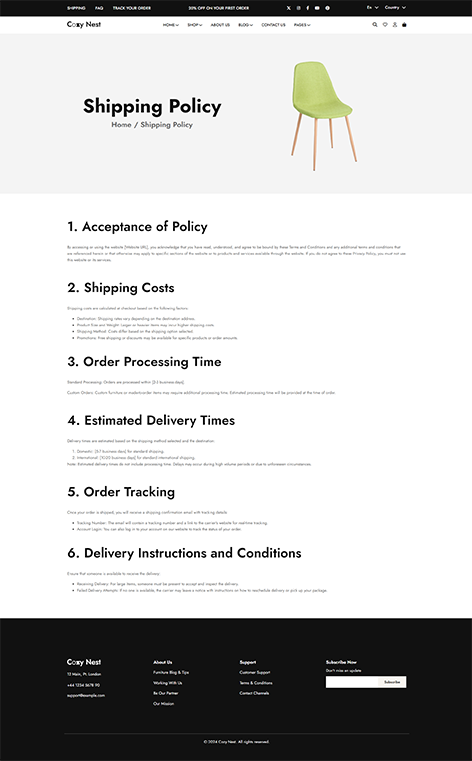 SHIPPING FAQ TRACK YOUR ORDER 20% OFF ON YOUR FIRST ORDER En Country
Cozy Nest HOME SHOP ABOUT US BLOG CONTACT US PAGES
Shipping Policy
Home / Shipping Policy
1. Acceptance of Policy
By accessing or using the website [Website URL], you acknowledge that you have read, understood, and agree to be bound by these Terms and Conditions and any additional terms and conditions that
are referenced herein or that otherwise may apply to specific sections of the website or to products and services available through the website. If you do not agree to these Privacy Policy, you must not use
this website or its services.
2. Shipping Costs
Shipping costs are calculated at checkout based on the following factors:
Destination: Shipping rates vary depending on the destination address.
Product Size and Weight: Larger or heavier items may incur higher shipping costs.
Shipping Method: Costs differ based on the shipping option selected.
Promotions: Free shipping or discounts may be available for specific products or order amounts.
3. Order Processing Time
Standard Processing: Orders are processed within [2-3 business days].
Custom Orders: Custom furniture or made-to-order items may require additional processing time. Estimated processing time will be provided at the time of order.
4. Estimated Delivery Times
Delivery times are estimated based on the shipping method selected and the destination:
1. Domestic: [5-7 business days] for standard shipping.
2. International: [10-20 business days] for standard international shipping.
Note: Estimated delivery times do not include processing time. Delays may occur during high volume periods or due to unforeseen circumstances.
5. Order Tracking
Once your order is shipped, you will receive a shipping confirmation email with tracking details:
Tracking Number: The email will contain a tracking number and a link to the carrier's website for real-time tracking.
Account Login: You can also log in to your account on our website to track the status of your order.
6. Delivery Instructions and Conditions
Ensure that someone is available to receive the delivery:
Receiving Delivery: For large items, someone must be present to accept and inspect the delivery.
Failed Delivery Attempts: If no one is available, the carrier may leave a notice with instructions on how to reschedule delivery or pick up your package.
Cozy Nest About Us Support Subscribe Now
12 Main, Pt. London Furniture Blog & Tips Customer Support Don't miss an update
+44 1234 5678 90 Working With Us Terms & Conditions Subscribe
support@example.com Be Our Partner Contact Channels
Our Mission
© 2024 Cozy Nest. All rights reserved.